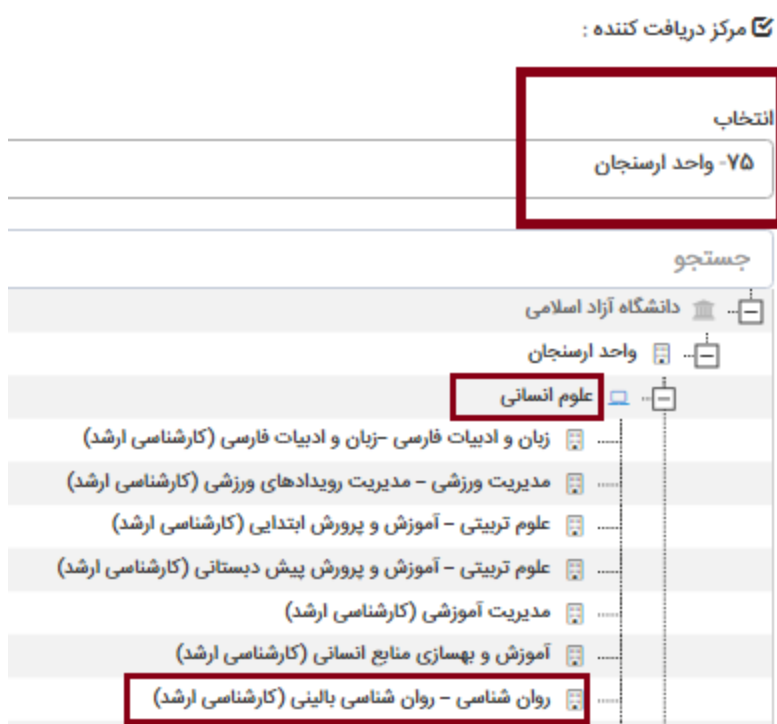 مرکز دریافت کننده :
انتخاب
۷۵- واحد ارسنجان
جستجو
دانشگاه آزاد اسلامی
واحد ارسنجان
علوم انسانی
زبان و ادبیات فارسی -زبان و ادبیات فارسی (کارشناسی ارشد)
مدیریت ورزشی - مدیریت رویدادهای ورزشی (کارشناسی ارشد)
علوم تربیتی - آموزش و پرورش ابتدایی (کارشناسی ارشد)
علوم تربیتی - آموزش و پرورش پیش دبستانی (کارشناسی ارشد)
مدیریت آموزشی (کارشناسی ارشد)
آموزش و بهسازی منابع انسانی (کارشناسی ارشد)
روان شناسی - روان شناسی بالینی (کارشناسی ارشد)